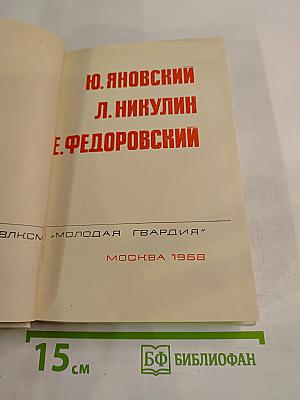 Ю. ЯНОВСКИЙ
Л. НИКУЛИН
Е. ФЕДОРОВСКИЙ
ВЛКСМ „МОЛОДАЯ ГВАРДИЯ"
МОСКВА 1968
15 см
БФ БИБЛИОФАН